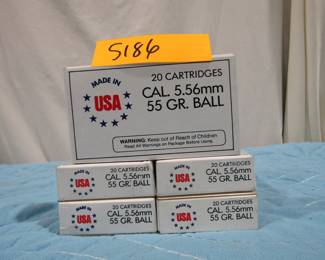 5186
MADE IN
USA
20 CARTRIDGES
CAL. 5.56mm
55 GR. BALL
WARNING: Keep out of Reach of Children
Read All Warnings on Package Before Using.
MADE IN
USA
20 CARTRIDGES
CAL. 5.56mm
55 GR. BALL
MADE IN
USA
20 CARTRIDGES
CAL. 5.56mm
55 GR. BALL
MADE IN
USA
20 CARTRIDGES
CAL. 5.56mm
55 GR. BALL
MADE IN
USA
20 CARTRIDGES
CAL. 5.56mm
55 GR. BALL